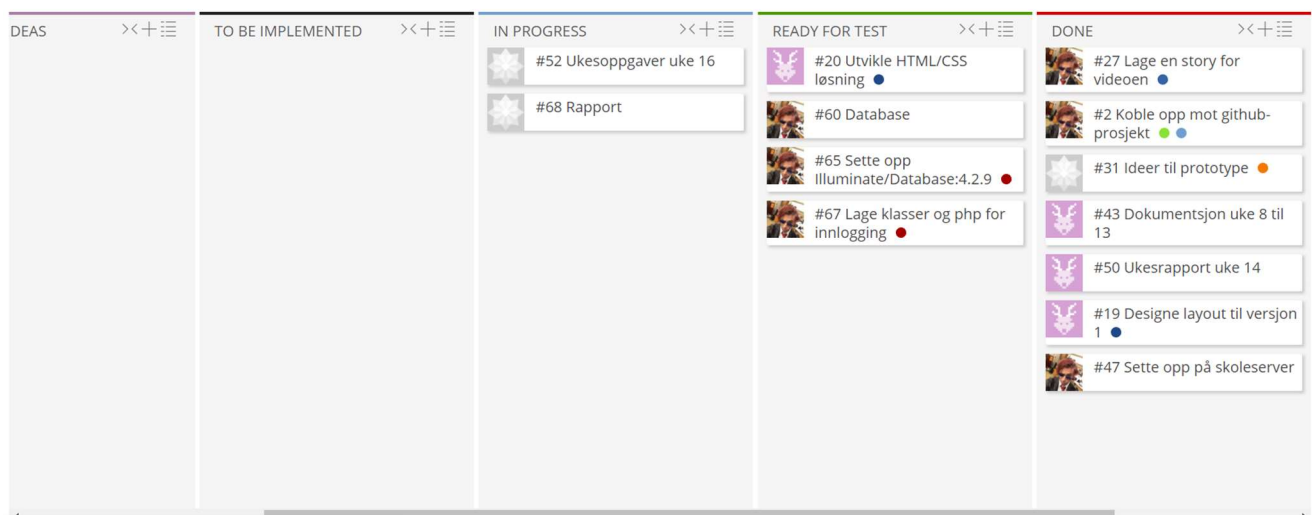 DEAS
TO BE IMPLEMENTED
IN PROGRESS
#52 Ukesoppgaver uke 16
#68 Rapport
READY FOR TEST
#20 Utvikle HTML/CSS
løsning
#60 Database
#65 Sette opp
Illuminate/Database:4.2.9
#67 Lage klasser og php for
innlogging
DONE
#27 Lage en story for
videoen
#2 Koble opp mot github-
prosjekt
#31 Ideer til prototype
#43 Dokumentsjon uke 8 til
13
#50 Ukesrapport uke 14
#19 Designe layout til versjon
1
#47 Sette opp på skoleserver